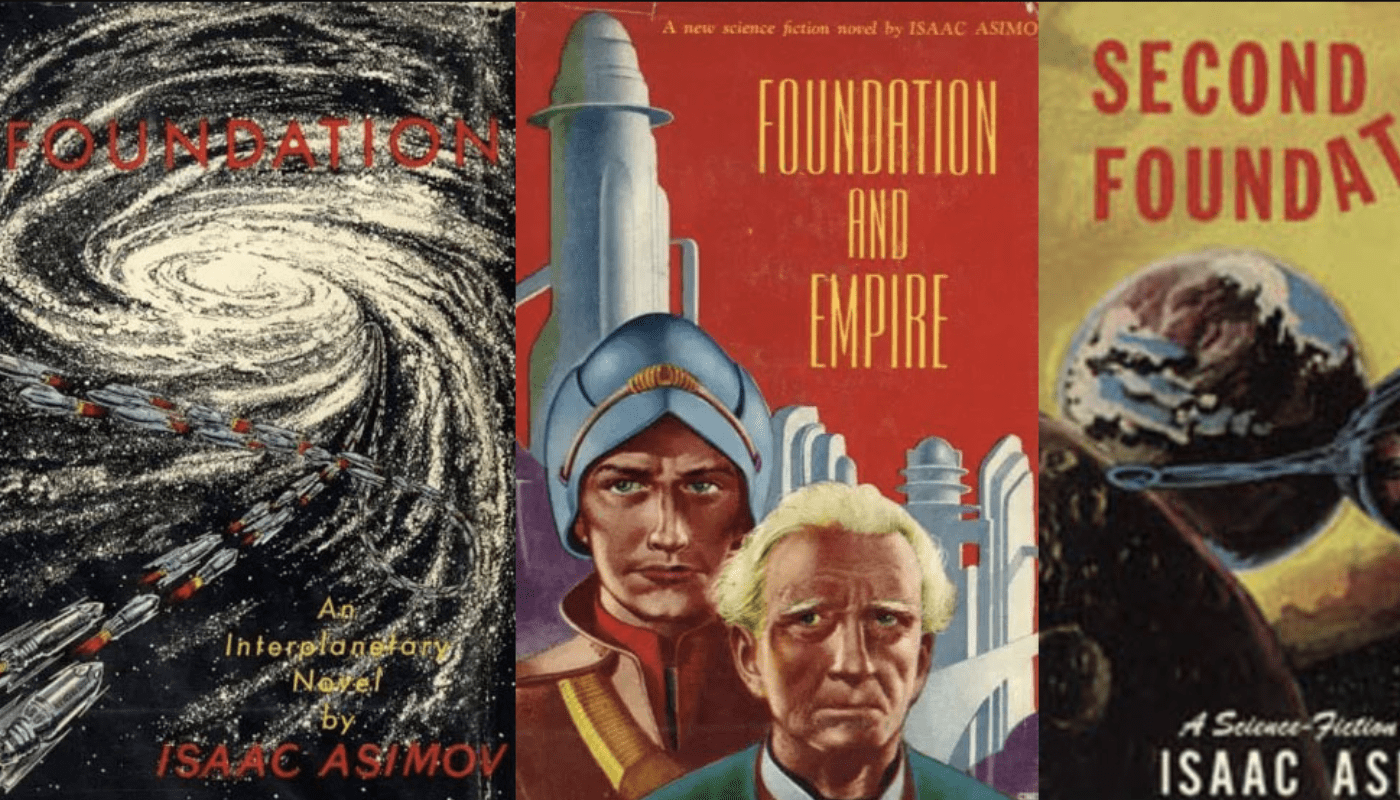 FOUNDATION
An
Interplanetary
Novel
by
ISAAC ASIMOV
A new science fiction novel by ISAAC ASIMO
FOUNDATION
AND
EMPIRE
SECOND
FOUNDAT
A Science-Fiction
ISAAC AS